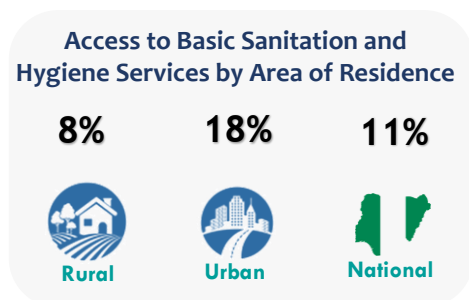 Access to Basic Sanitation and
Hygiene Services by Area of Residence
8% 18% 11%
Rural Urban National